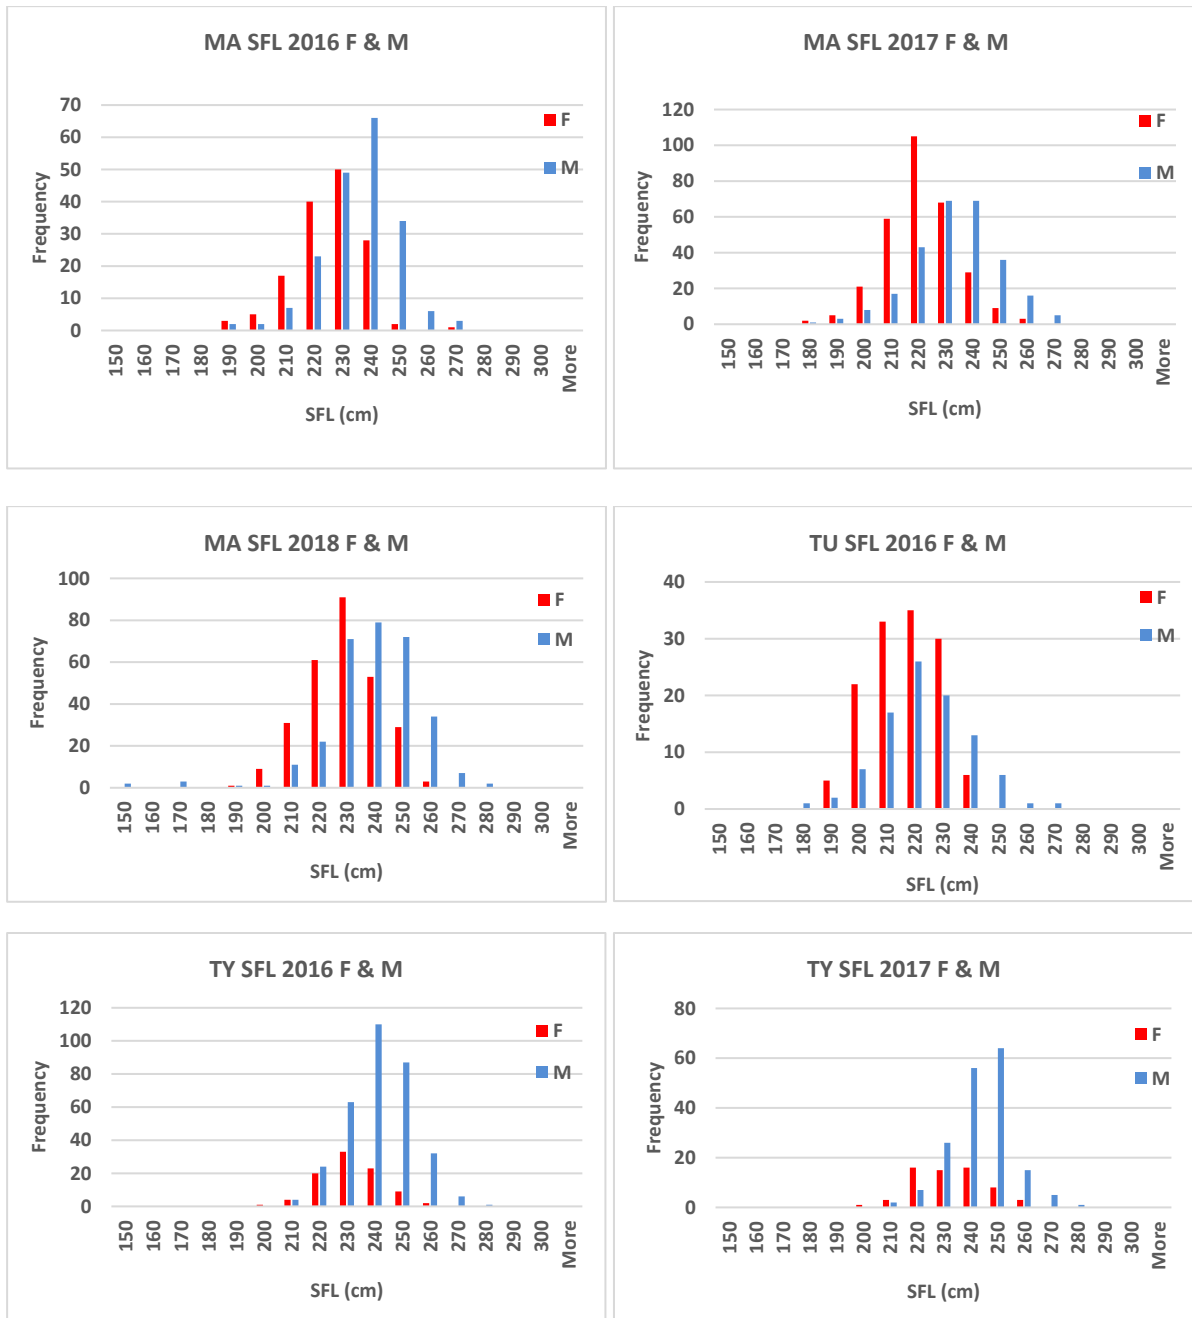 MA SFL 2016 F & M
70
60
50
40
30
20
10
0
Frequency
F
M
150 160 170 180 190 200 210 220 230 240 250 260 270 280 290 300 More
SFL (cm)
MA SFL 2017 F & M
120
100
80
60
40
20
0
Frequency
F
M
150 160 170 180 190 200 210 220 230 240 250 260 270 280 290 300 More
SFL (cm)
MA SFL 2018 F & M
100
80
60
40
20
0
Frequency
F
M
150 160 170 180 190 200 210 220 230 240 250 260 270 280 290 300 More
SFL (cm)
TU SFL 2016 F & M
40
30
20
10
0
Frequency
F
M
150 160 170 180 190 200 210 220 230 240 250 260 270 280 290 300 More
SFL (cm)
TY SFL 2016 F & M
120
100
80
60
40
20
0
Frequency
F
M
150 160 170 180 190 200 210 220 230 240 250 260 270 280 290 300 More
SFL (cm)
TY SFL 2017 F & M
80
60
40
20
0
Frequency
F
M
150 160 170 180 190 200 210 220 230 240 250 260 270 280 290 300 More
SFL (cm)